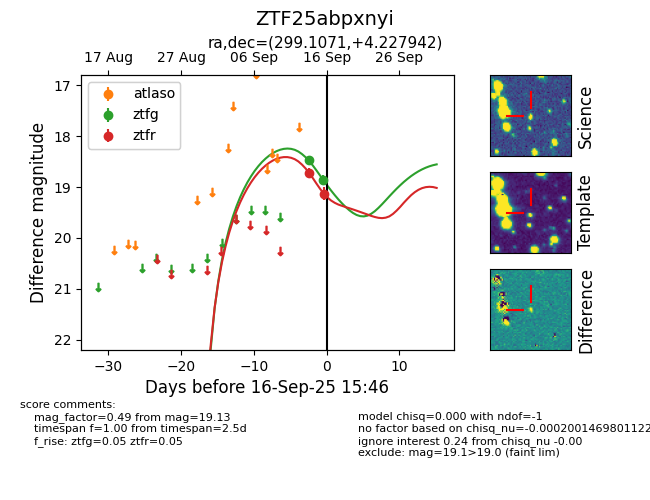 ZTF25abpxnyi
ra,dec=(299.1071,+4.227942)
17 Aug 27 Aug 06 Sep 16 Sep 26 Sep
atlaso
ztfg
ztfr
17
18
19
20
21
22
Difference magnitude
−30 −20 −10 0 10
Days before 16-Sep-25 15:46
Science
Template
Difference
score comments:
mag_factor=0.49 from mag=19.13
timespan f=1.00 from timespan=2.5d
f_rise: ztfg=0.05 ztfr=0.05
model chisq=0.000 with ndof=-1
no factor based on chisq_nu=-0.0002001469801122
ignore interest 0.24 from chisq_nu -0.00
exclude: mag=19.1>19.0 (faint lim)